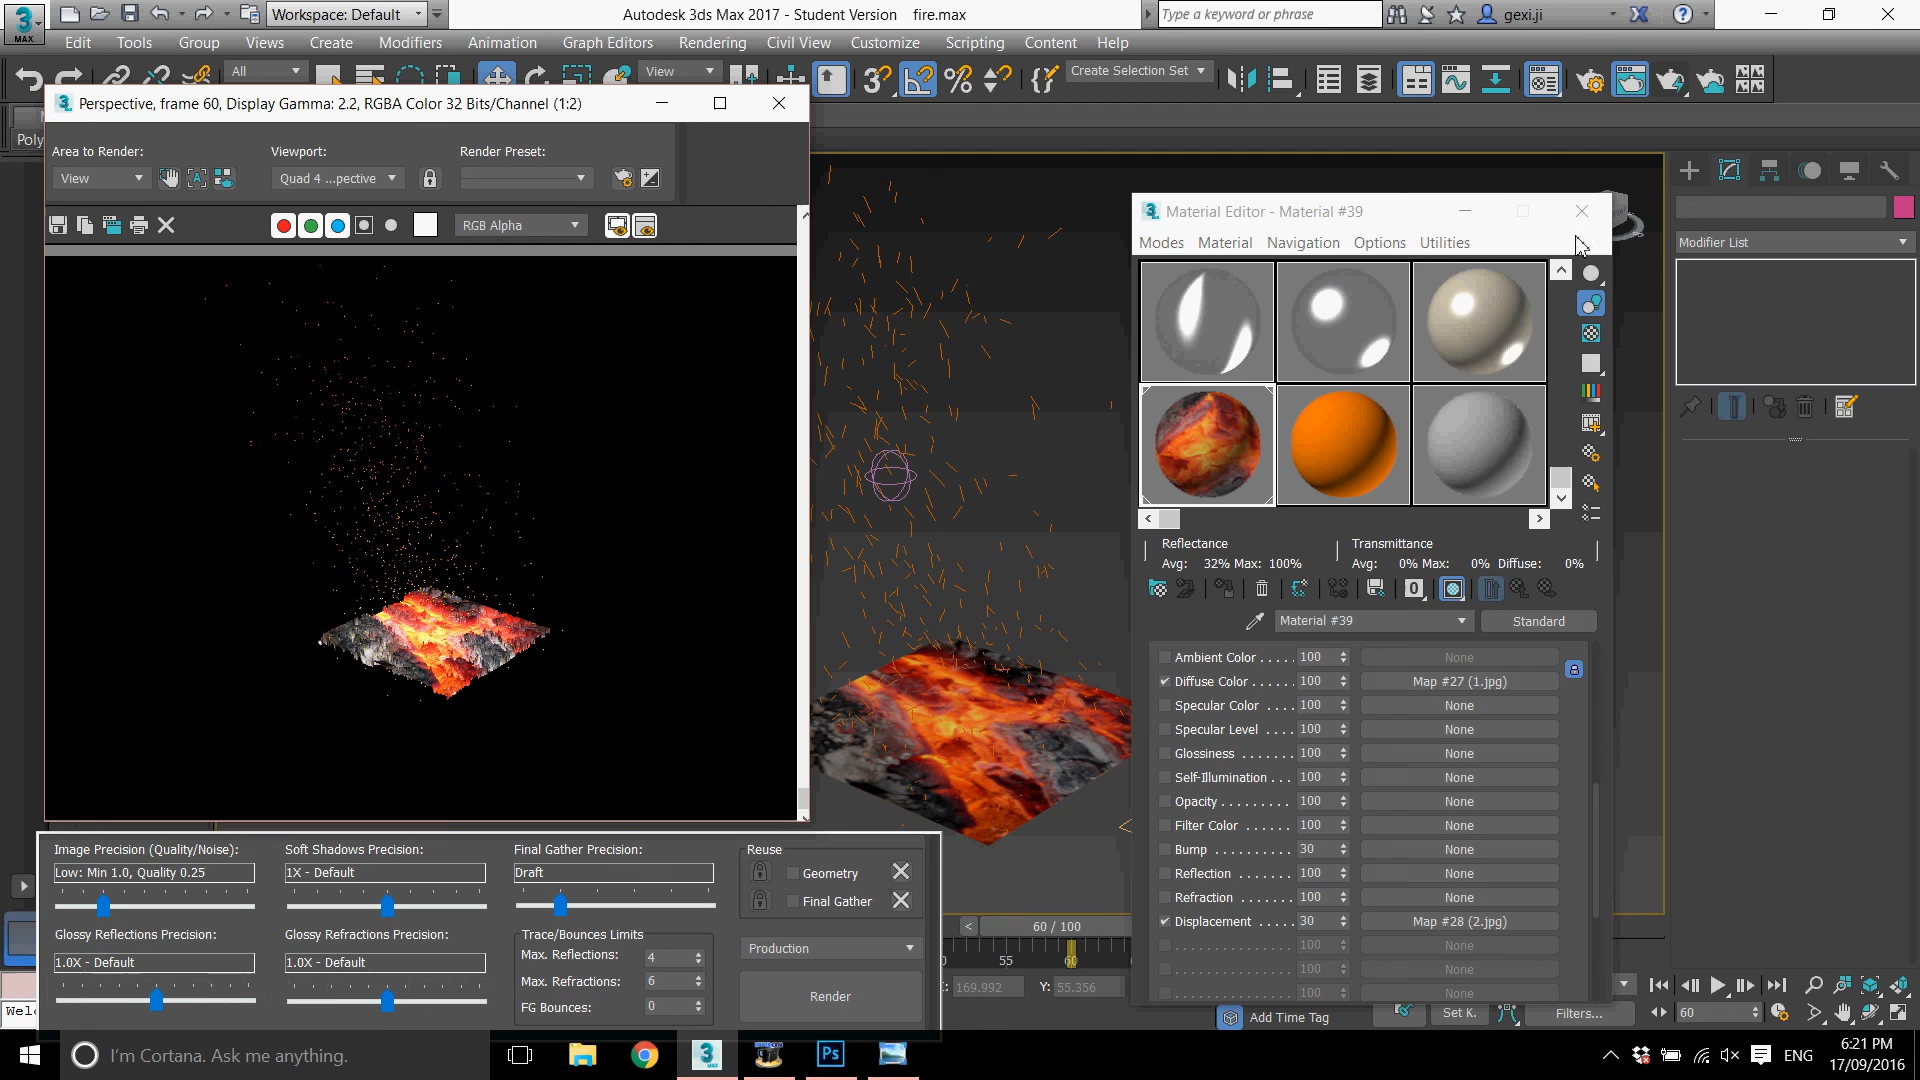 Workspace: Default
Autodesk 3ds Max 2017 - Student Version    fire.max
Type a keyword or phrase
gexi.ji
MAX
Edit Tools Group Views Create Modifiers Animation Graph Editors Rendering Civil View Customize Scripting Content Help
All
View
Create Selection Set
Perspective, frame 60, Display Gamma: 2.2, RGBA Color 32 Bits/Channel (1:2)
Poly
Area to Render:
Viewport:
Render Preset:
View
Quad 4 ...pective
RGB Alpha
Material Editor - Material #39
Modes Material Navigation Options Utilities
Modifier List
Reflectance
Avg: 32% Max: 100%
Transmittance
Avg: 0% Max: 0% Diffuse: 0%
Material #39
Standard
Ambient Color . . . . . 100 None
Diffuse Color . . . . . . 100 Map #27 (1.jpg)
Specular Color . . . . 100 None
Specular Level . . . . 100 None
Glossiness . . . . . . . 100 None
Self-Illumination . . . 100 None
Opacity . . . . . . . . . 100 None
Filter Color . . . . . . 100 None
Bump . . . . . . . . . . 30 None
Reflection . . . . . . . 100 None
Refraction . . . . . . . 100 None
Displacement . . . . . 30 Map #28 (2.jpg)
. . . . . . . . . . . . . . . 100 None
. . . . . . . . . . . . . . . 100 None
. . . . . . . . . . . . . . . 100 None
Image Precision (Quality/Noise):
Low: Min 1.0, Quality 0.25
Soft Shadows Precision:
1X - Default
Final Gather Precision:
Draft
Reuse
Geometry
Final Gather
Glossy Reflections Precision:
1.0X - Default
Glossy Refractions Precision:
1.0X - Default
Trace/Bounces Limits
Max. Reflections: 4
Max. Refractions: 6
FG Bounces: 0
Production
Render
60 / 100
55
60
169.992
Y: 55.356
Add Time Tag
Set K.
Filters...
60
Welc
I'm Cortana. Ask me anything.
Ps
ENG
6:21 PM
17/09/2016